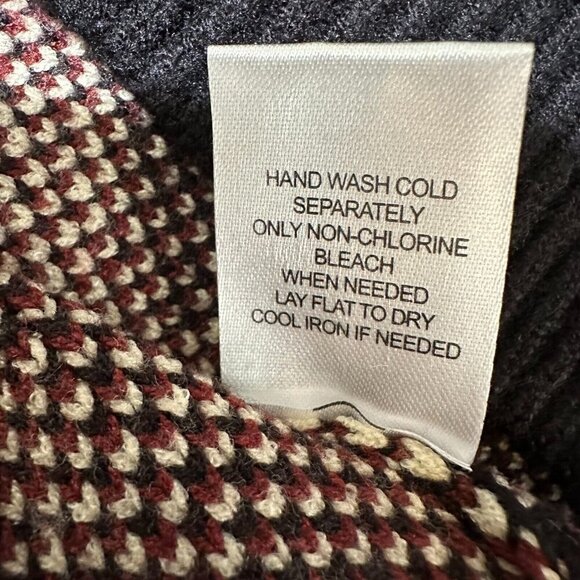 HAND WASH COLD
SEPARATELY
ONLY NON-CHLORINE
BLEACH
WHEN NEEDED
LAY FLAT TO DRY
COOL IRON IF NEEDED